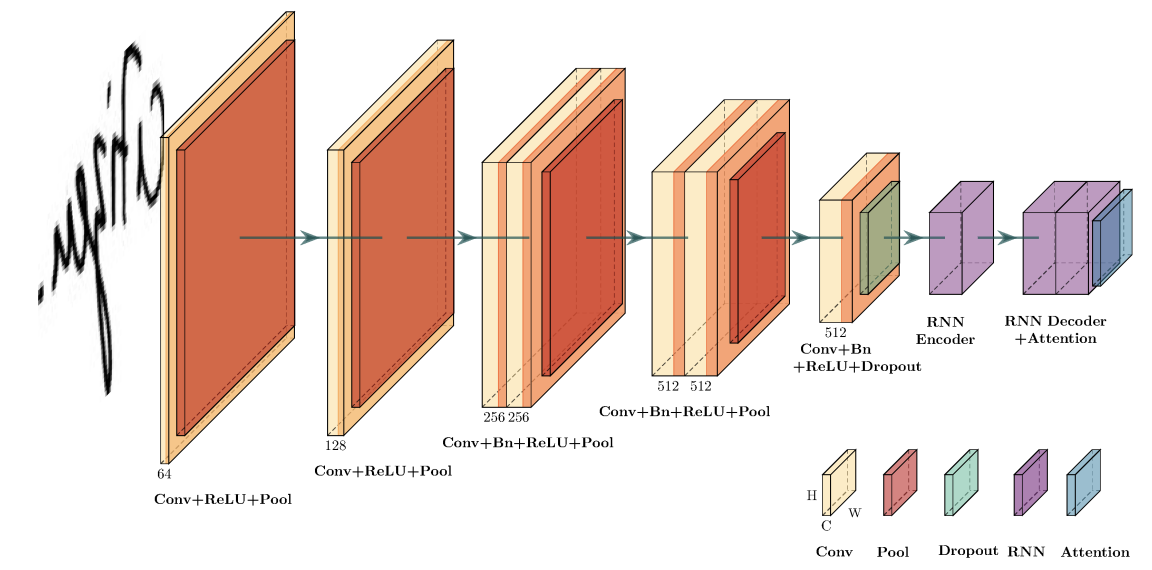 64
Conv+ReLU+Pool
128
Conv+ReLU+Pool
256 256
Conv+Bn+ReLU+Pool
512 512
Conv+Bn+ReLU+Pool
512
Conv+Bn
+ReLU+Dropout
RNN
Encoder
RNN Decoder
+Attention
H
C
W
Conv
Pool
Dropout
RNN
Attention